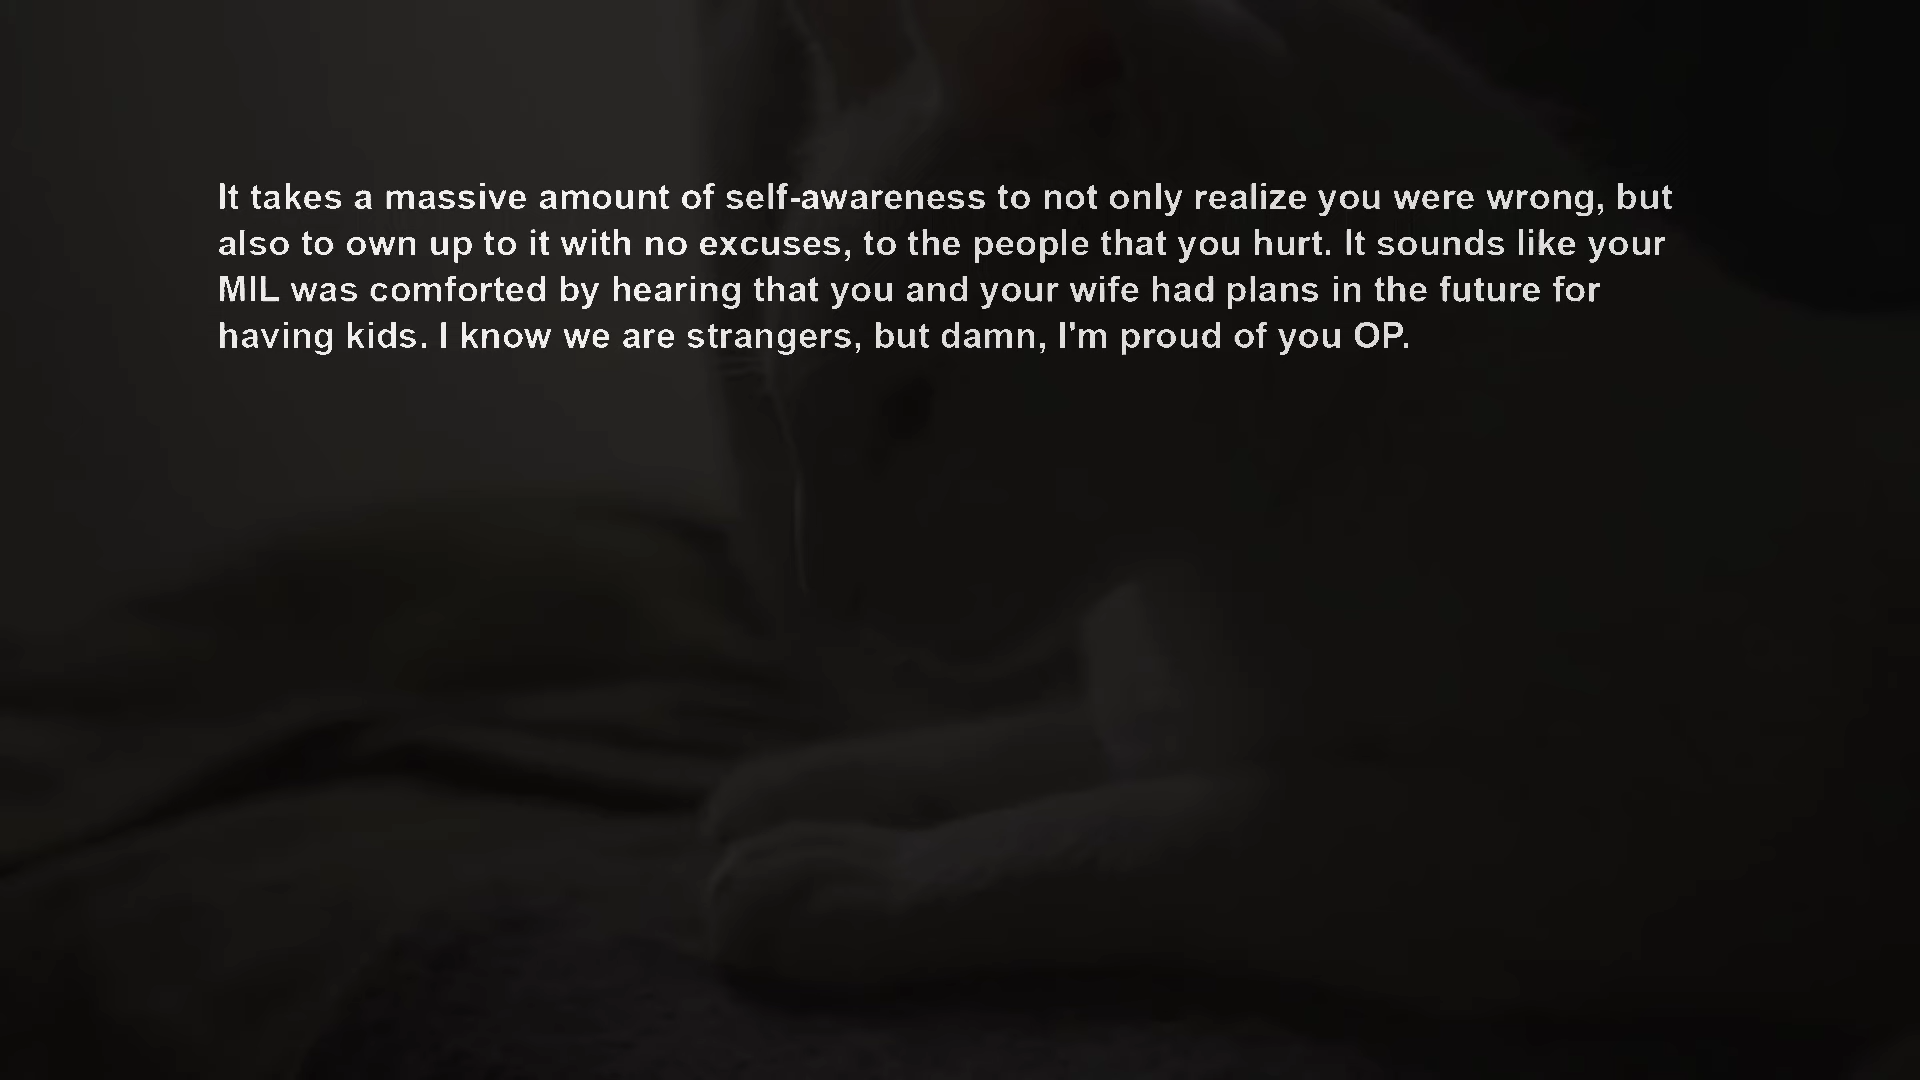 It takes a massive amount of self-awareness to not only realize you were wrong, but
also to own up to it with no excuses, to the people that you hurt. It sounds like your
MIL was comforted by hearing that you and your wife had plans in the future for
having kids. I know we are strangers, but damn, I'm proud of you OP.